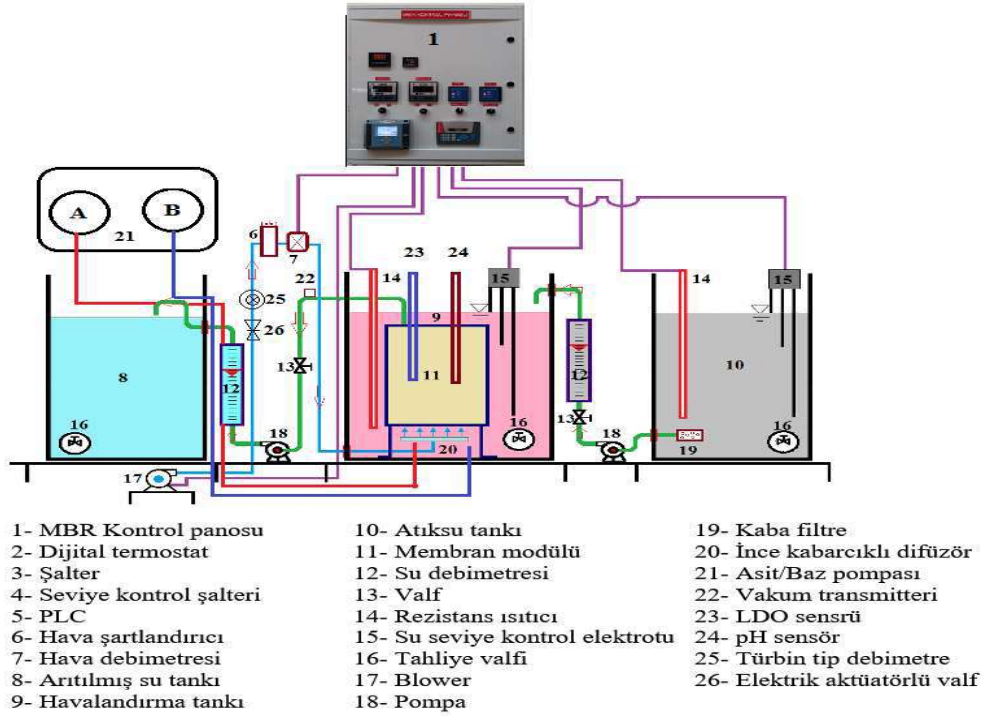 1
A
B
21
6
7
23
24
14
22
15
14
15
25
26
9
8
12
13
11
12
10
13
16
18
16
18
16
19
20
17
1- MBR Kontrol panosu
2- Dijital termostat
3- Şalter
4- Seviye kontrol şalteri
5- PLC
6- Hava şartlandırıcı
7- Hava debimetresi
8- Arıtılmış su tankı
9- Havalandırma tankı
10- Atıksu tankı
11- Membran modülü
12- Su debimetresi
13- Valf
14- Rezistans ısıtıcı
15- Su seviye kontrol elektrotu
16- Tahliye valfi
17- Blower
18- Pompa
19- Kaba filtre
20- İnce kabarcıklı difüzör
21- Asit/Baz pompası
22- Vakum transmitteri
23- LDO sensrü
24- pH sensör
25- Türbin tip debimetre
26- Elektrik aktüatörlü valf